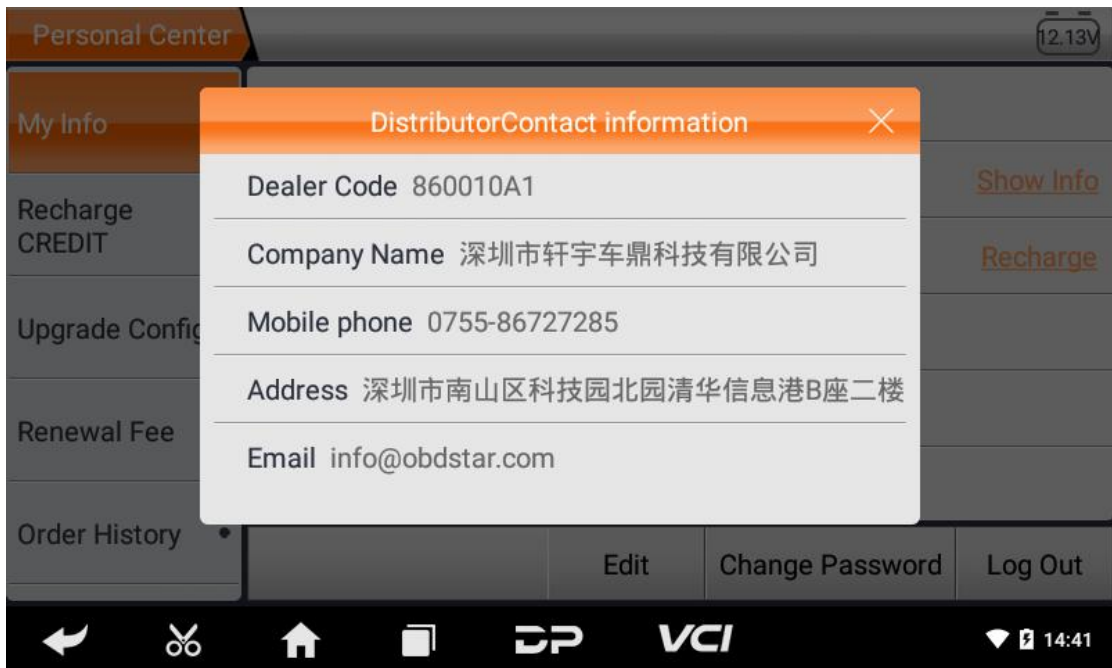 Personal Center
12.13V
My Info
Recharge
CREDIT
Upgrade Config
Renewal Fee
Order History
DistributorContact information
Dealer Code 860010A1
Company Name 深圳市轩宇车鼎科技有限公司
Mobile phone 0755-86727285
Address 深圳市南山区科技园北园清华信息港B座二楼
Email info@obdstar.com
Show Info
Recharge
Edit
Change Password
Log Out
DP
VCI
14:41